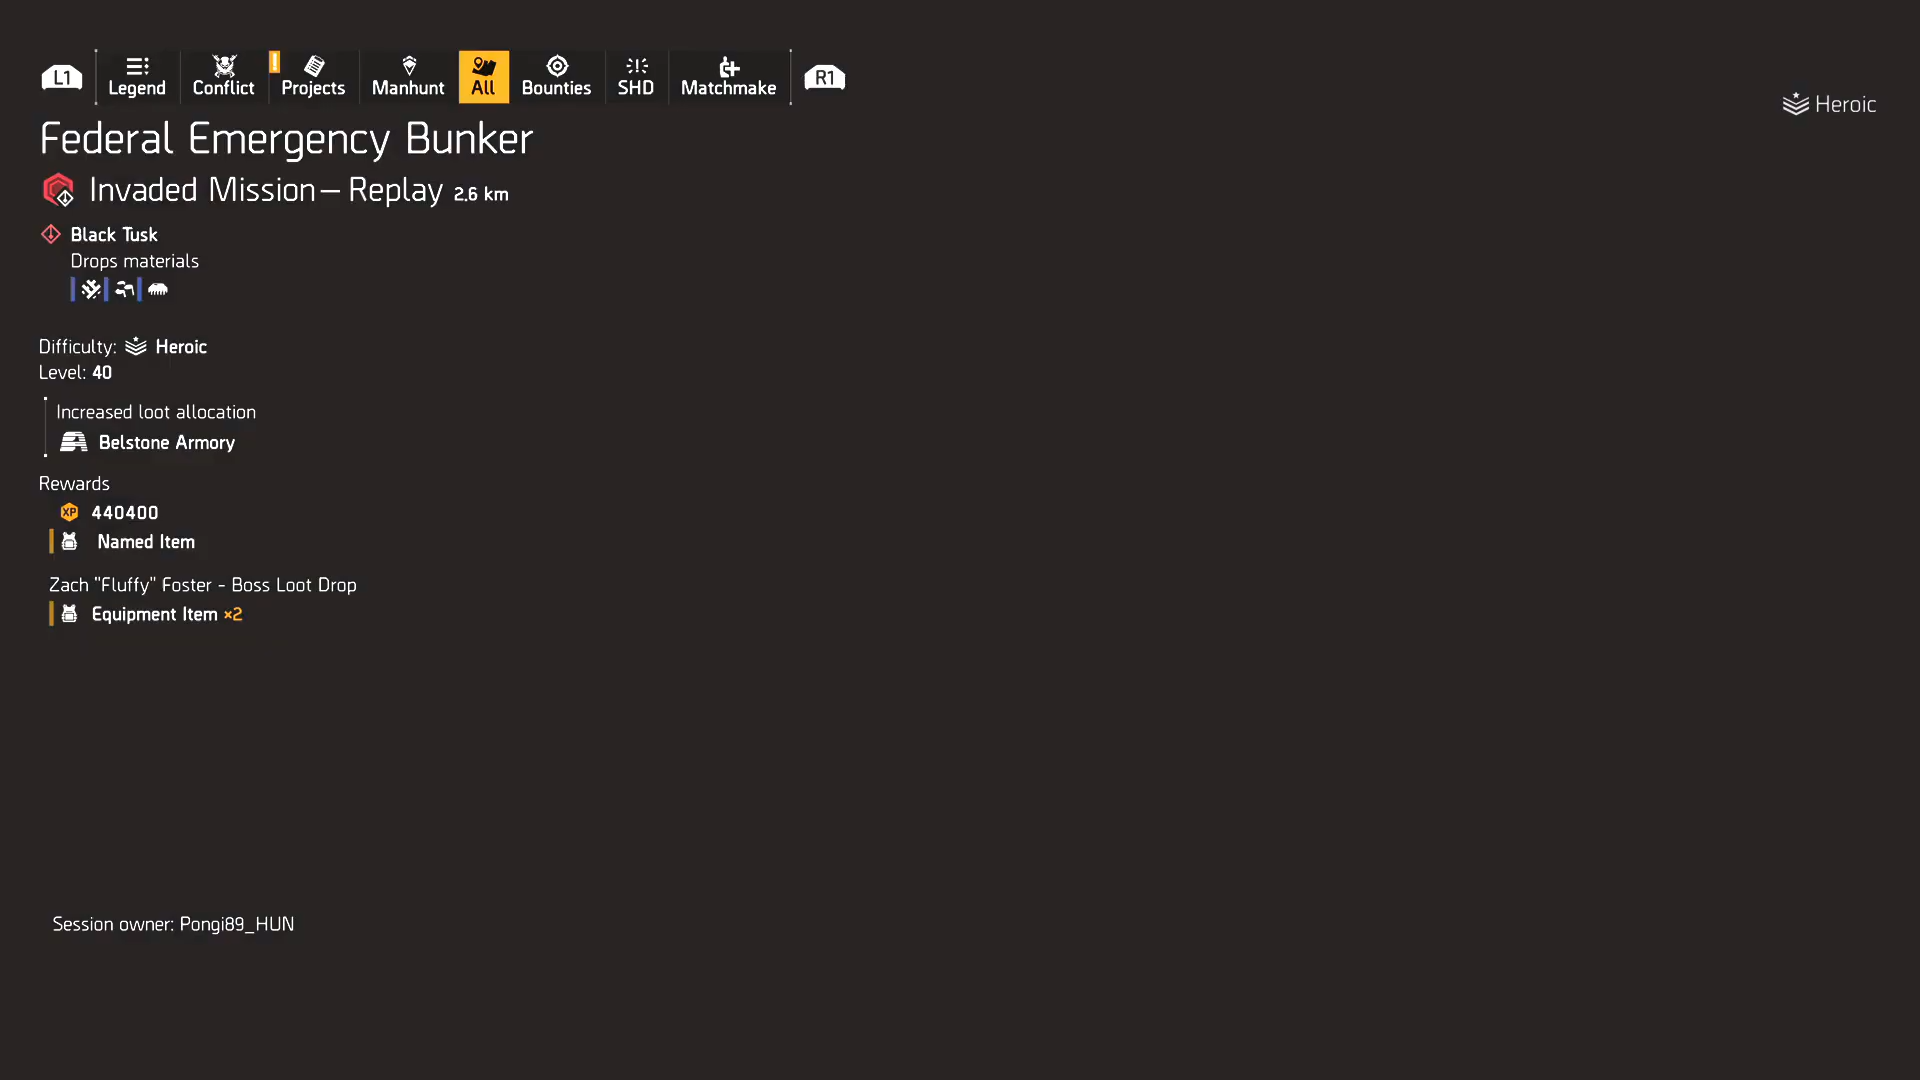 L1 Legend Conflict Projects Manhunt All Bounties SHD Matchmake R1
Heroic
Federal Emergency Bunker
Invaded Mission — Replay 2.6 km
Black Tusk
Drops materials
Difficulty: Heroic
Level: 40
Increased loot allocation
Belstone Armory
Rewards
XP 440400
Named Item
Zach "Fluffy" Foster - Boss Loot Drop
Equipment Item ×2
Session owner: Pongi89_HUN